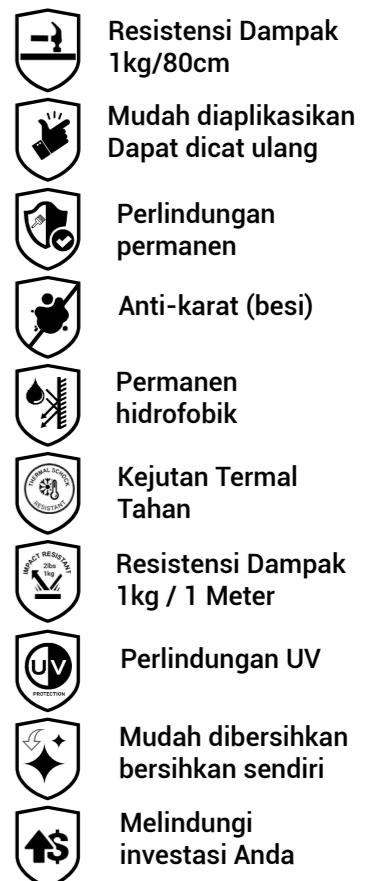 Resistensi Dampak
1kg/80cm
Mudah diaplikasikan
Dapat dicat ulang
Perlindungan
permanen
Anti-karat (besi)
Permanen
hidrofobik
THERMAL SCHOCK
RESISTANT
Kejutan Termal
Tahan
IMPACT RESISTANT
2lbs
1kg
Resistensi Dampak
1kg / 1 Meter
UV
PROTECTION
Perlindungan UV
Mudah dibersihkan
bersihkan sendiri
$
Melindungi
investasi Anda